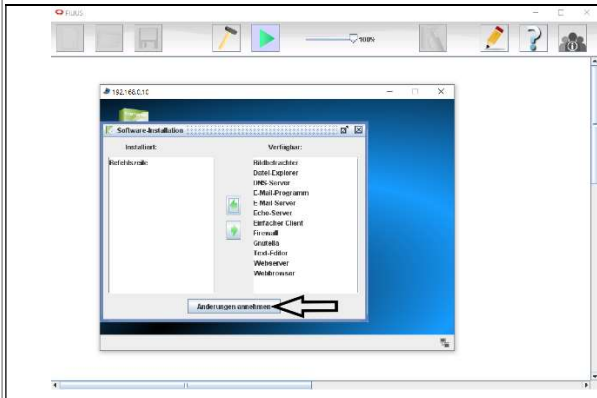 FILIUS
100%
192.168.0.10
Software-Installation
Installiert:
Verfügbar:
Befehlszeile
Bildbetrachter
Datei-Explorer
DNS-Server
E-Mail-Programm
E-Mail-Server
Echo-Server
Einfacher Client
Firewall
Gnutella
Text-Editor
Webserver
Webbrowser
Änderungen annehmen